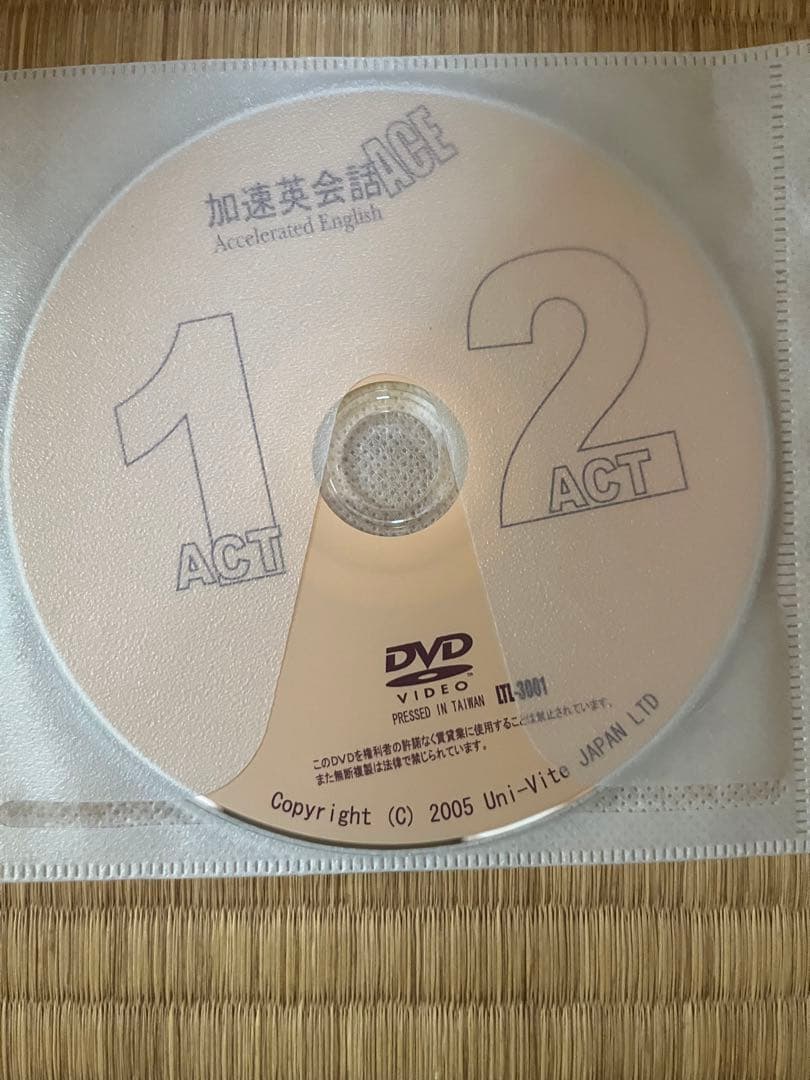 加速英会話ACE
Accelerated English
1 ACT
2 ACT
DVD
VIDEO
PRESSED IN TAIWAN LTL-3001
このDVDを権利者の許諾なく賃貸業に使用することは禁止されています。
また無断複製は法律で禁じられています。
Copyright (C) 2005 Uni-Vite JAPAN LTD